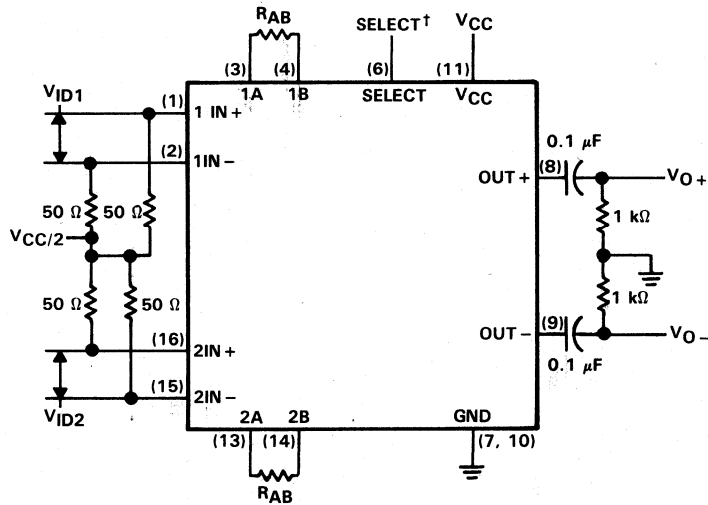 RAB
SELECT†
VCC
(3) (4) (6) (11)
1A 1B SELECT VCC
VID1
(1) 1 IN+
(2) 1IN−
50 Ω 50 Ω
VCC/2
50 Ω 50 Ω
(16) 2IN+
(15) 2IN−
VID2
0.1 μF
OUT+ (8) VO+
1 kΩ
1 kΩ
OUT− (9) VO−
0.1 μF
2A 2B GND
(13) (14) (7, 10)
RAB